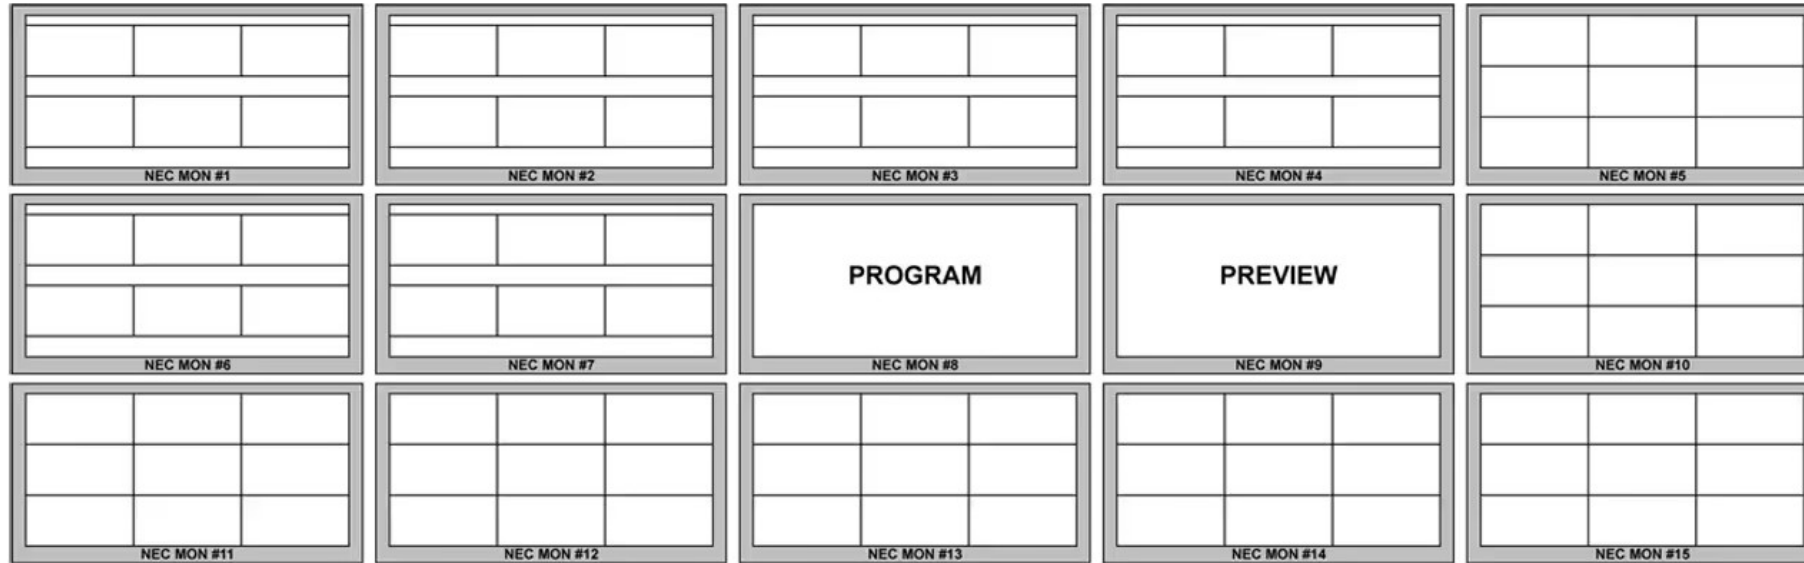 NEC MON #1
NEC MON #2
NEC MON #3
NEC MON #4
NEC MON #5
PROGRAM
PREVIEW
NEC MON #6
NEC MON #7
NEC MON #8
NEC MON #9
NEC MON #10
NEC MON #11
NEC MON #12
NEC MON #13
NEC MON #14
NEC MON #15